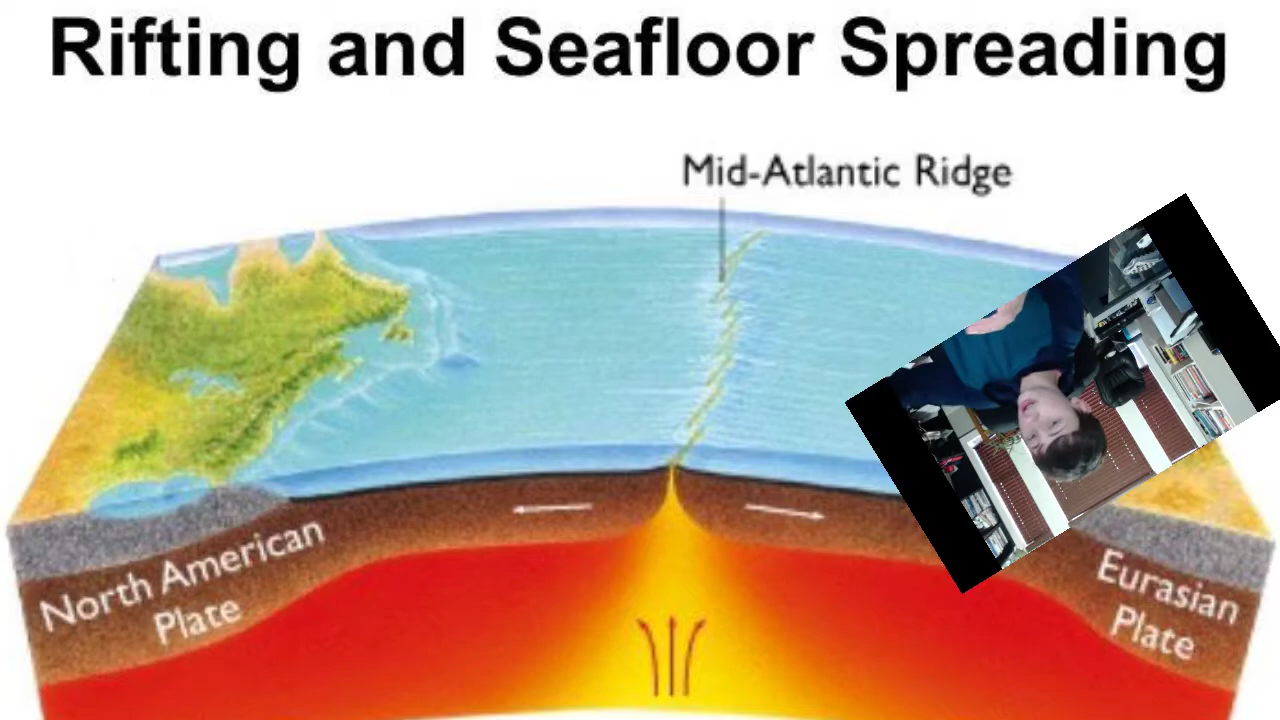 Rifting and Seafloor Spreading
Mid-Atlantic Ridge
North American
Plate
Eurasian
Plate